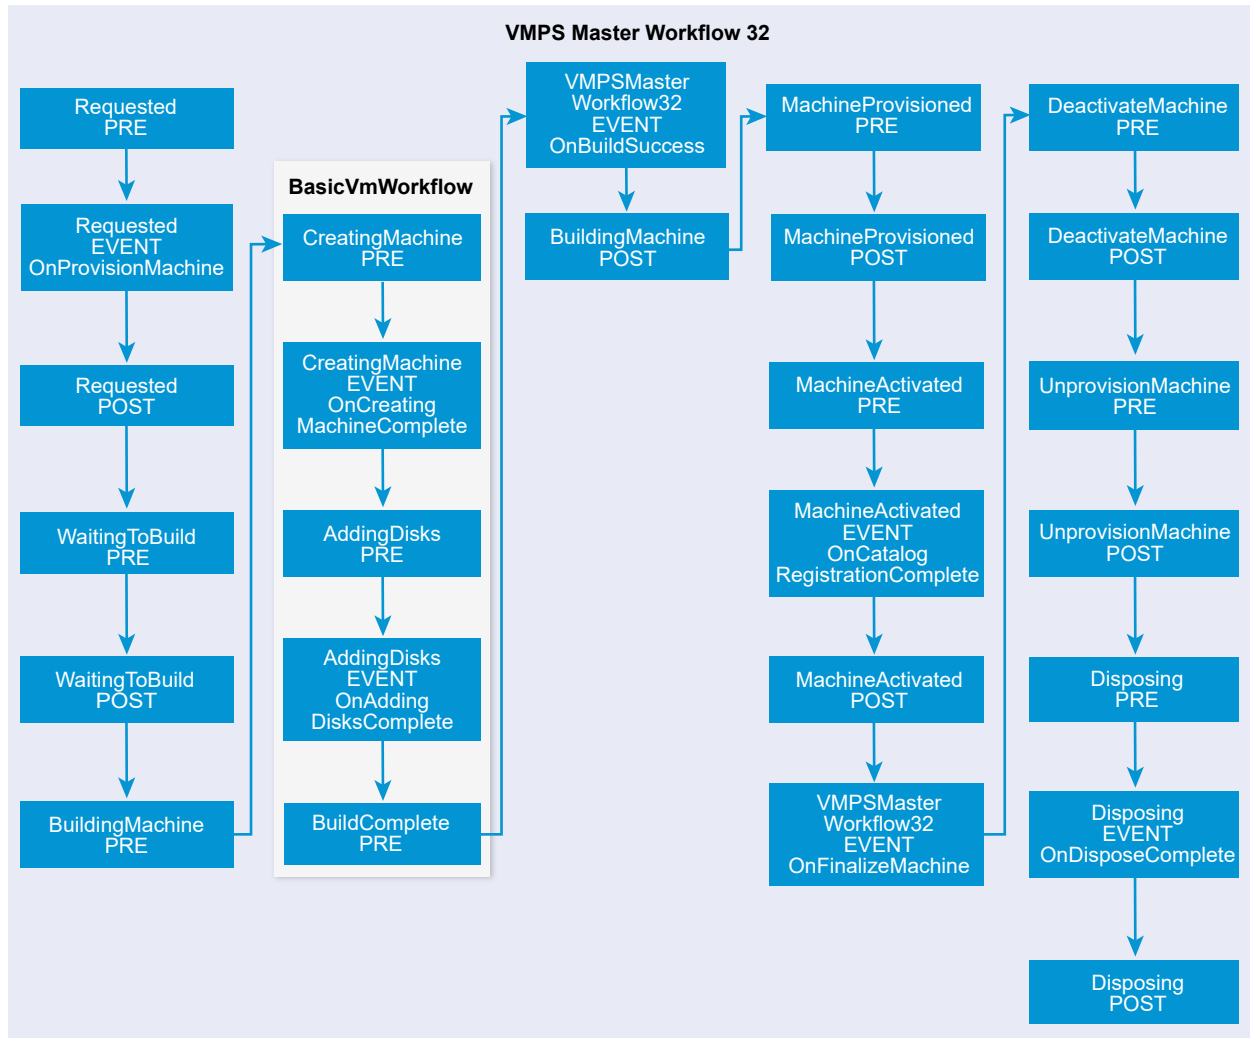 VMPS Master Workflow 32
Requested
PRE
Requested
EVENT
OnProvisionMachine
Requested
POST
WaitingToBuild
PRE
WaitingToBuild
POST
BuildingMachine
PRE
BasicVmWorkflow
CreatingMachine
PRE
CreatingMachine
EVENT
OnCreating
MachineComplete
AddingDisks
PRE
AddingDisks
EVENT
OnAdding
DisksComplete
BuildComplete
PRE
VMPSMaster
Workflow32
EVENT
OnBuildSuccess
BuildingMachine
POST
MachineProvisioned
PRE
MachineProvisioned
POST
MachineActivated
PRE
MachineActivated
EVENT
OnCatalog
RegistrationComplete
MachineActivated
POST
VMPSMaster
Workflow32
EVENT
OnFinalizeMachine
DeactivateMachine
PRE
DeactivateMachine
POST
UnprovisionMachine
PRE
UnprovisionMachine
POST
Disposing
PRE
Disposing
EVENT
OnDisposeComplete
Disposing
POST